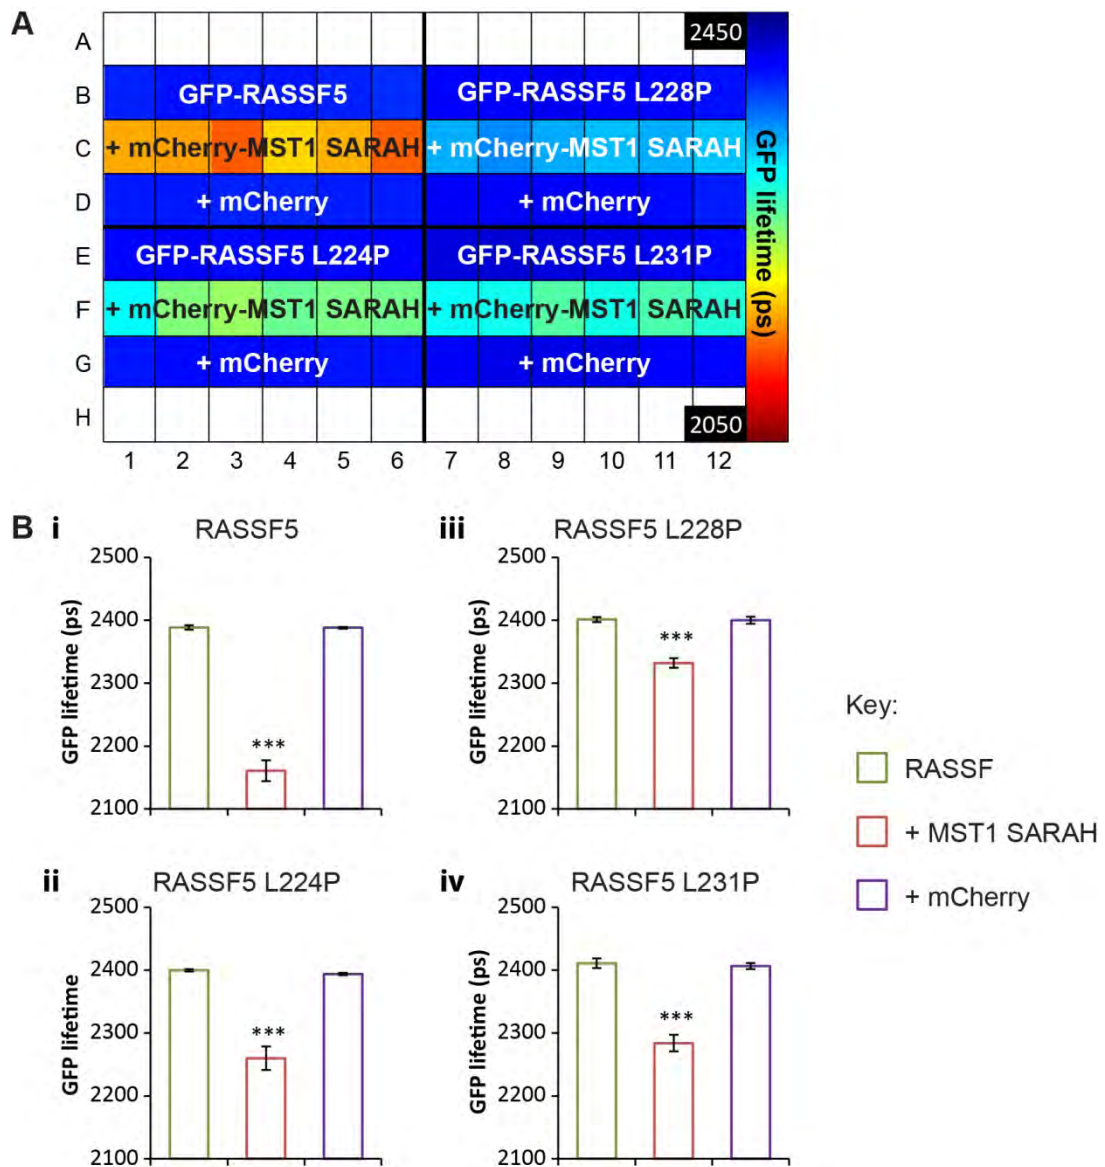 A
A
2450
B
GFP-RASSF5
GFP-RASSF5 L228P
C
+ mCherry-MST1 SARAH
+ mCherry-MST1 SARAH
D
+ mCherry
+ mCherry
E
GFP-RASSF5 L224P
GFP-RASSF5 L231P
F
+ mCherry-MST1 SARAH
+ mCherry-MST1 SARAH
G
+ mCherry
+ mCherry
H
2050
GFP lifetime (ps)
1 2 3 4 5 6 7 8 9 10 11 12
B
i
RASSF5
2500
2400
2300
2200
2100
GFP lifetime (ps)
***
iii
RASSF5 L228P
2500
2400
2300
2200
2100
GFP lifetime (ps)
***
ii
RASSF5 L224P
2500
2400
2300
2200
2100
GFP lifetime
***
iv
RASSF5 L231P
2500
2400
2300
2200
2100
GFP lifetime (ps)
***
Key:
RASSF
+ MST1 SARAH
+ mCherry